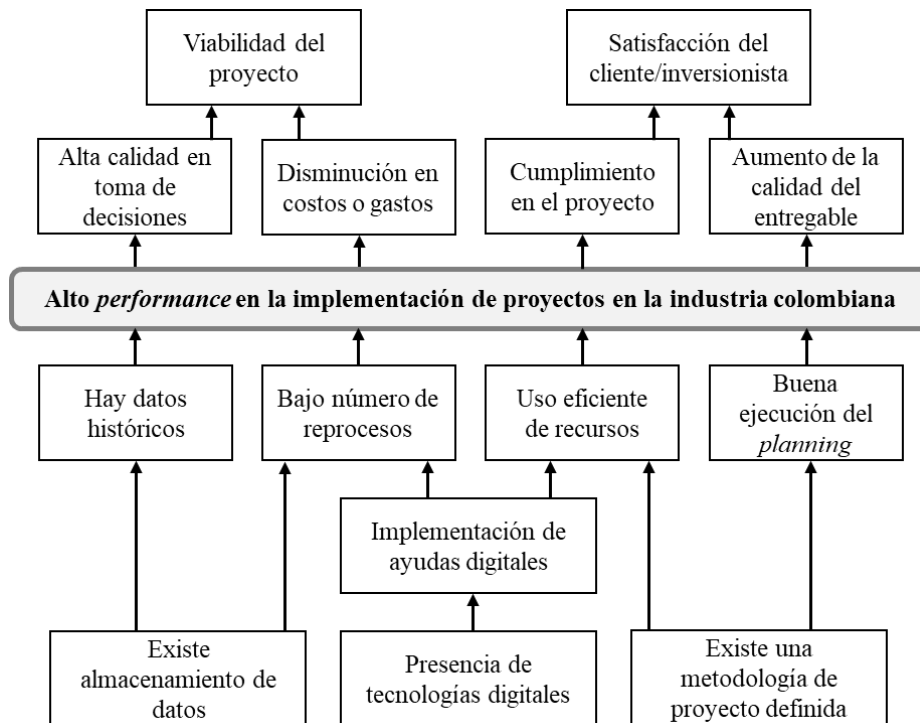 Viabilidad del
proyecto
Satisfacción del
cliente/inversionista
Alta calidad en
toma de
decisiones
Disminución en
costos o gastos
Cumplimiento
en el proyecto
Aumento de la
calidad del
entregable
Alto performance en la implementación de proyectos en la industria colombiana
Hay datos
históricos
Bajo número de
reprocesos
Uso eficiente
de recursos
Buena
ejecución del
planning
Implementación de
ayudas digitales
Existe
almacenamiento de
datos
Presencia de
tecnologías digitales
Existe una
metodología de
proyecto definida